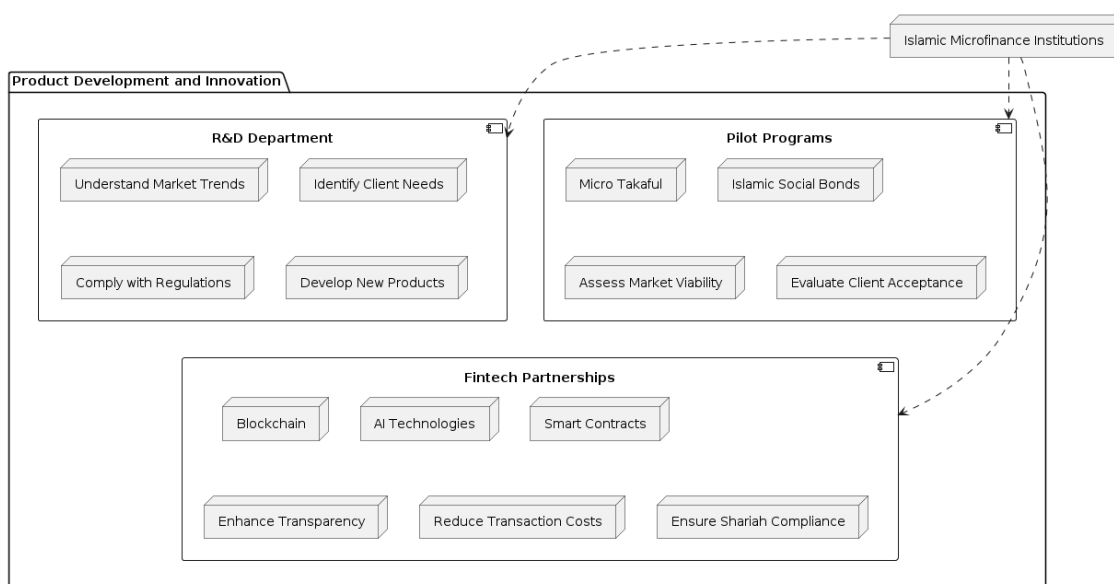 Islamic Microfinance Institutions
Product Development and Innovation
R&D Department
Understand Market Trends
Identify Client Needs
Comply with Regulations
Develop New Products
Pilot Programs
Micro Takaful
Islamic Social Bonds
Assess Market Viability
Evaluate Client Acceptance
Fintech Partnerships
Blockchain
AI Technologies
Smart Contracts
Enhance Transparency
Reduce Transaction Costs
Ensure Shariah Compliance